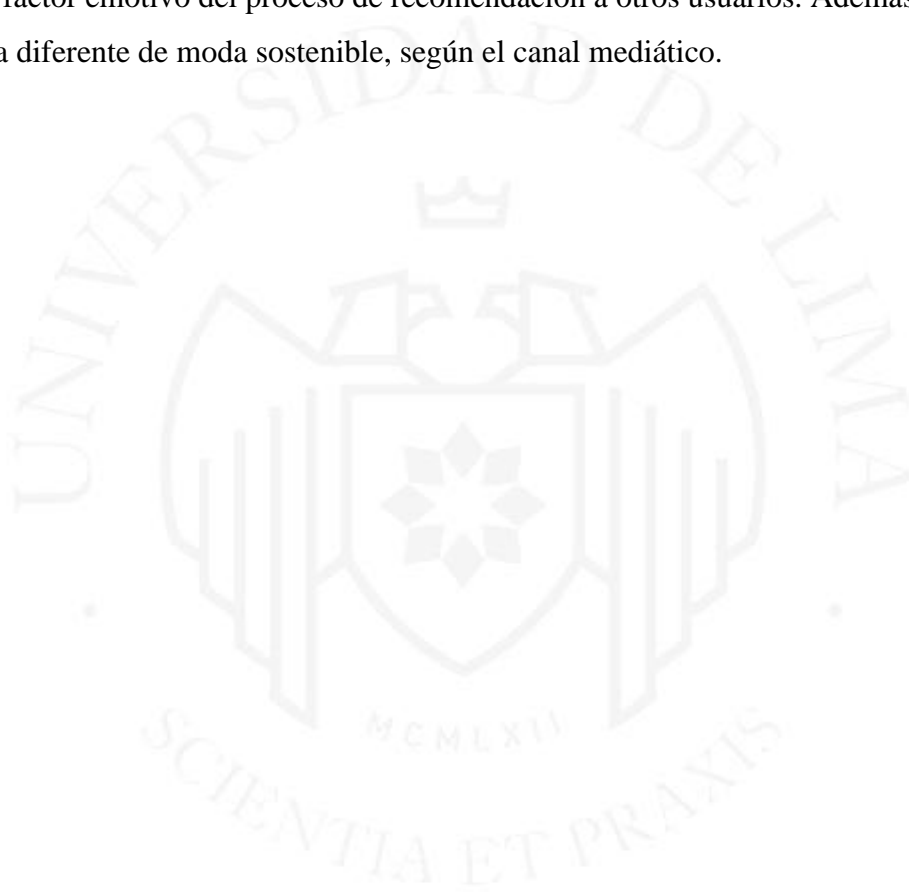 factor emotivo del proceso de recomendación a otros usuarios. Además
a diferente de moda sostenible, según el canal mediático.
UNIVERSIDAD DE LIMA
MCMLXII
SCIENTIA ET PRAXIS